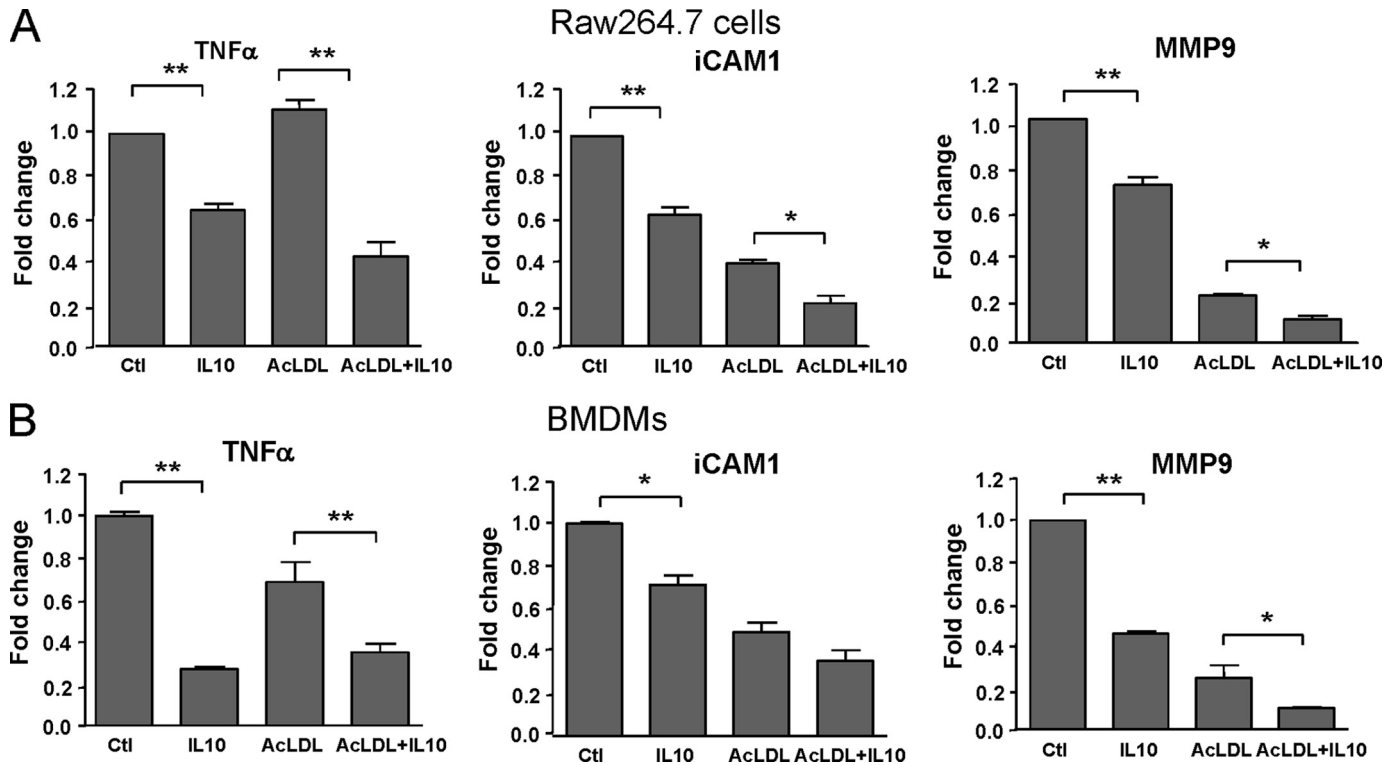 A
Raw264.7 cells
TNFα
iCAM1
MMP9
**
**
**
*
**
*
Fold change
1.2
1.0
0.8
0.6
0.4
0.2
0.0
Ctl IL10 AcLDL AcLDL+IL10
Fold change
1.2
1.0
0.8
0.6
0.4
0.2
0.0
Ctl IL10 AcLDL AcLDL+IL10
Fold change
1.2
1.0
0.8
0.6
0.4
0.2
0.0
Ctl IL10 AcLDL AcLDL+IL10
B
BMDMs
TNFα
iCAM1
MMP9
**
**
*
**
*
Fold change
1.2
1.0
0.8
0.6
0.4
0.2
0.0
Ctl IL10 AcLDL AcLDL+IL10
Fold change
1.2
1.0
0.8
0.6
0.4
0.2
0.0
Ctl IL10 AcLDL AcLDL+IL10
Fold change
1.2
1.0
0.8
0.6
0.4
0.2
0.0
Ctl IL10 AcLDL AcLDL+IL10